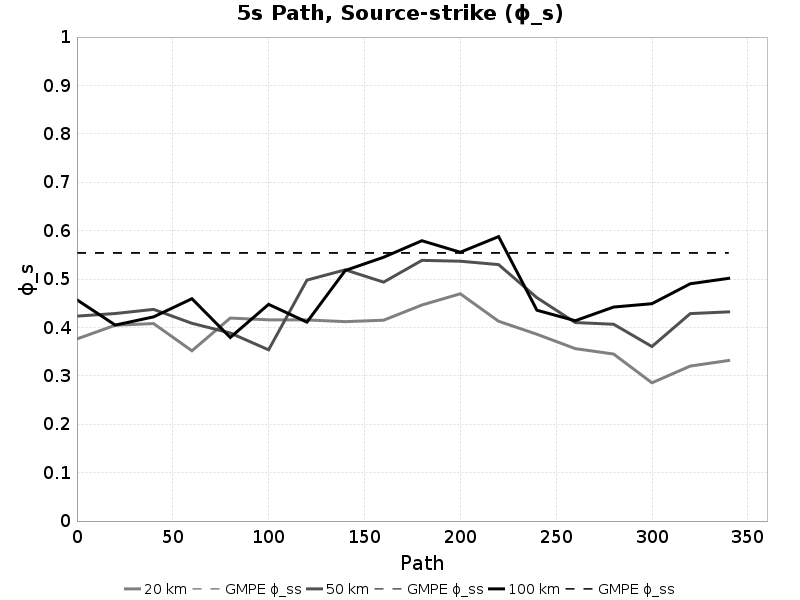 5s Path, Source-strike (ϕ_s)
1
0.9
0.8
0.7
0.6
0.5
0.4
0.3
0.2
0.1
0
ϕ_s
0 50 100 150 200 250 300 350
Path
20 km GMPE ϕ_ss 50 km GMPE ϕ_ss 100 km GMPE ϕ_ss